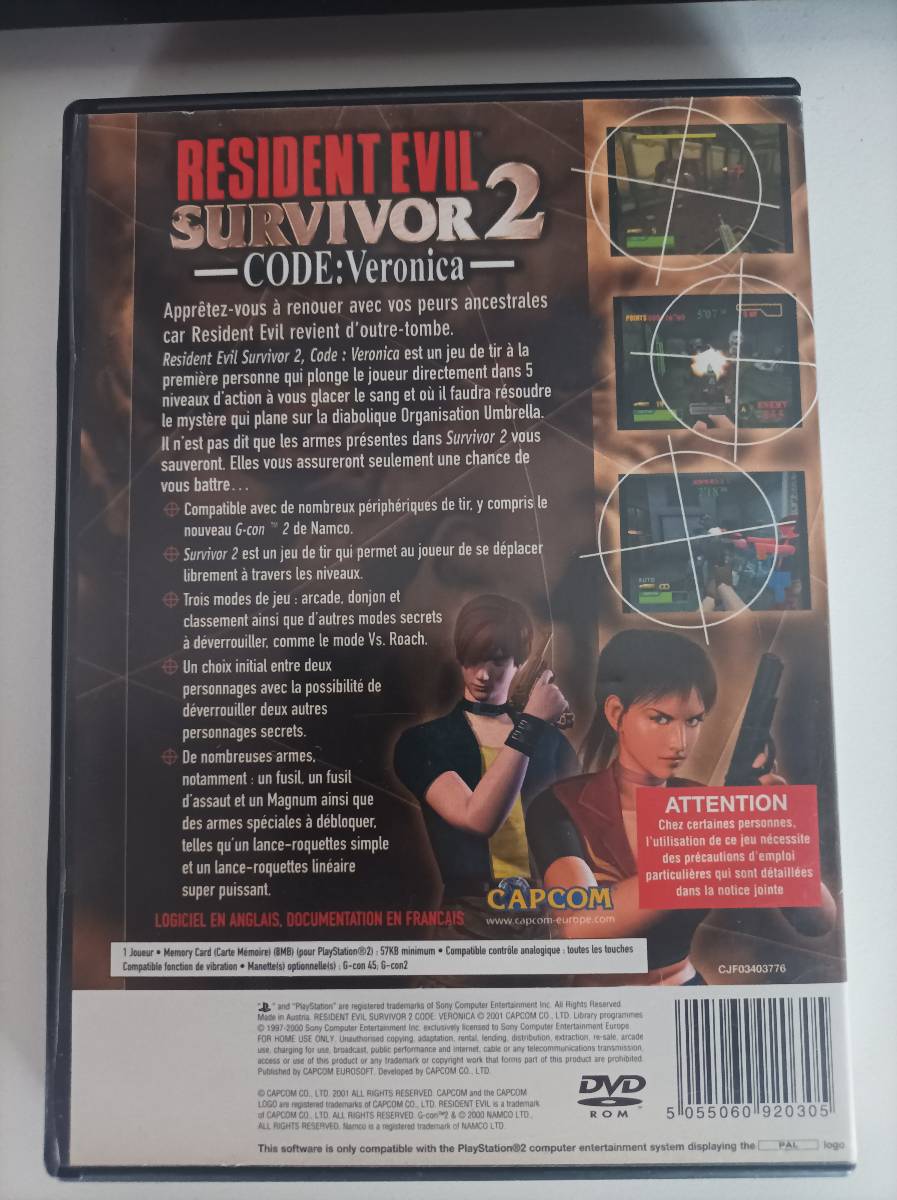 RESIDENT EVIL™
SURVIVOR 2
—CODE:Veronica—
Apprêtez-vous à renouer avec vos peurs ancestrales
car Resident Evil revient d'outre-tombe.
Resident Evil Survivor 2, Code : Veronica est un jeu de tir à la
première personne qui plonge le joueur directement dans 5
niveaux d'action à vous glacer le sang et où il faudra résoudre
le mystère qui plane sur la diabolique Organisation Umbrella.
Il n'est pas dit que les armes présentes dans Survivor 2 vous
sauveront. Elles vous assureront seulement une chance de
vous battre...
Compatible avec de nombreux périphériques de tir, y compris le
nouveau G-con ™ 2 de Namco.
Survivor 2 est un jeu de tir qui permet au joueur de se déplacer
librement à travers les niveaux.
Trois modes de jeu : arcade, donjon et
classement ainsi que d'autres modes secrets
à déverrouiller, comme le mode Vs. Roach.
Un choix initial entre deux
personnages avec la possibilité de
déverrouiller deux autres
personnages secrets.
De nombreuses armes,
notamment : un fusil, un fusil
d'assaut et un Magnum ainsi que
des armes spéciales à débloquer,
telles qu'un lance-roquettes simple
et un lance-roquettes linéaire
super puissant.
POINTS
5'07"
ENEMY
2'18"
AUTO
ATTENTION
Chez certaines personnes,
l'utilisation de ce jeu nécessite
des précautions d'emploi
particulières qui sont détaillées
dans la notice jointe
CAPCOM
www.capcom-europe.com
LOGICIEL EN ANGLAIS, DOCUMENTATION EN FRANCAIS
1 Joueur • Memory Card (Carte Mémoire) (8MB) (pour PlayStation®2) : 57KB minimum • Compatible contrôle analogique : toutes les touches
Compatible fonction de vibration • Manette(s) optionnelle(s) : G-con 45; G-con2
CJF03403776
" " and "PlayStation" are registered trademarks of Sony Computer Entertainment Inc. All Rights Reserved.
Made in Austria. RESIDENT EVIL SURVIVOR 2 CODE: VERONICA © 2001 CAPCOM CO., LTD. Library programmes
© 1997-2000 Sony Computer Entertainment Inc. exclusively licensed to Sony Computer Entertainment Europe.
FOR HOME USE ONLY. Unauthorised copying, adaptation, rental, lending, distribution, extraction, re-sale, arcade
use, charging for use, broadcast, public performance and internet, cable or any telecommunications transmission,
access or use of this product or any trademark or copyright work that forms part of this product are prohibited.
Published by CAPCOM EUROSOFT. Developed by CAPCOM CO., LTD.
© CAPCOM CO., LTD. 2001 ALL RIGHTS RESERVED. CAPCOM and the CAPCOM
LOGO are registered trademarks of CAPCOM CO., LTD. RESIDENT EVIL is a trademark
of CAPCOM CO., LTD. ALL RIGHTS RESERVED. G-con™2 & © 2000 NAMCO LTD.,
ALL RIGHTS RESERVED. Namco is a registered trademark of NAMCO LTD.
DVD
ROM
5 055060 920305
This software is only compatible with the PlayStation®2 computer entertainment system displaying the PAL logo